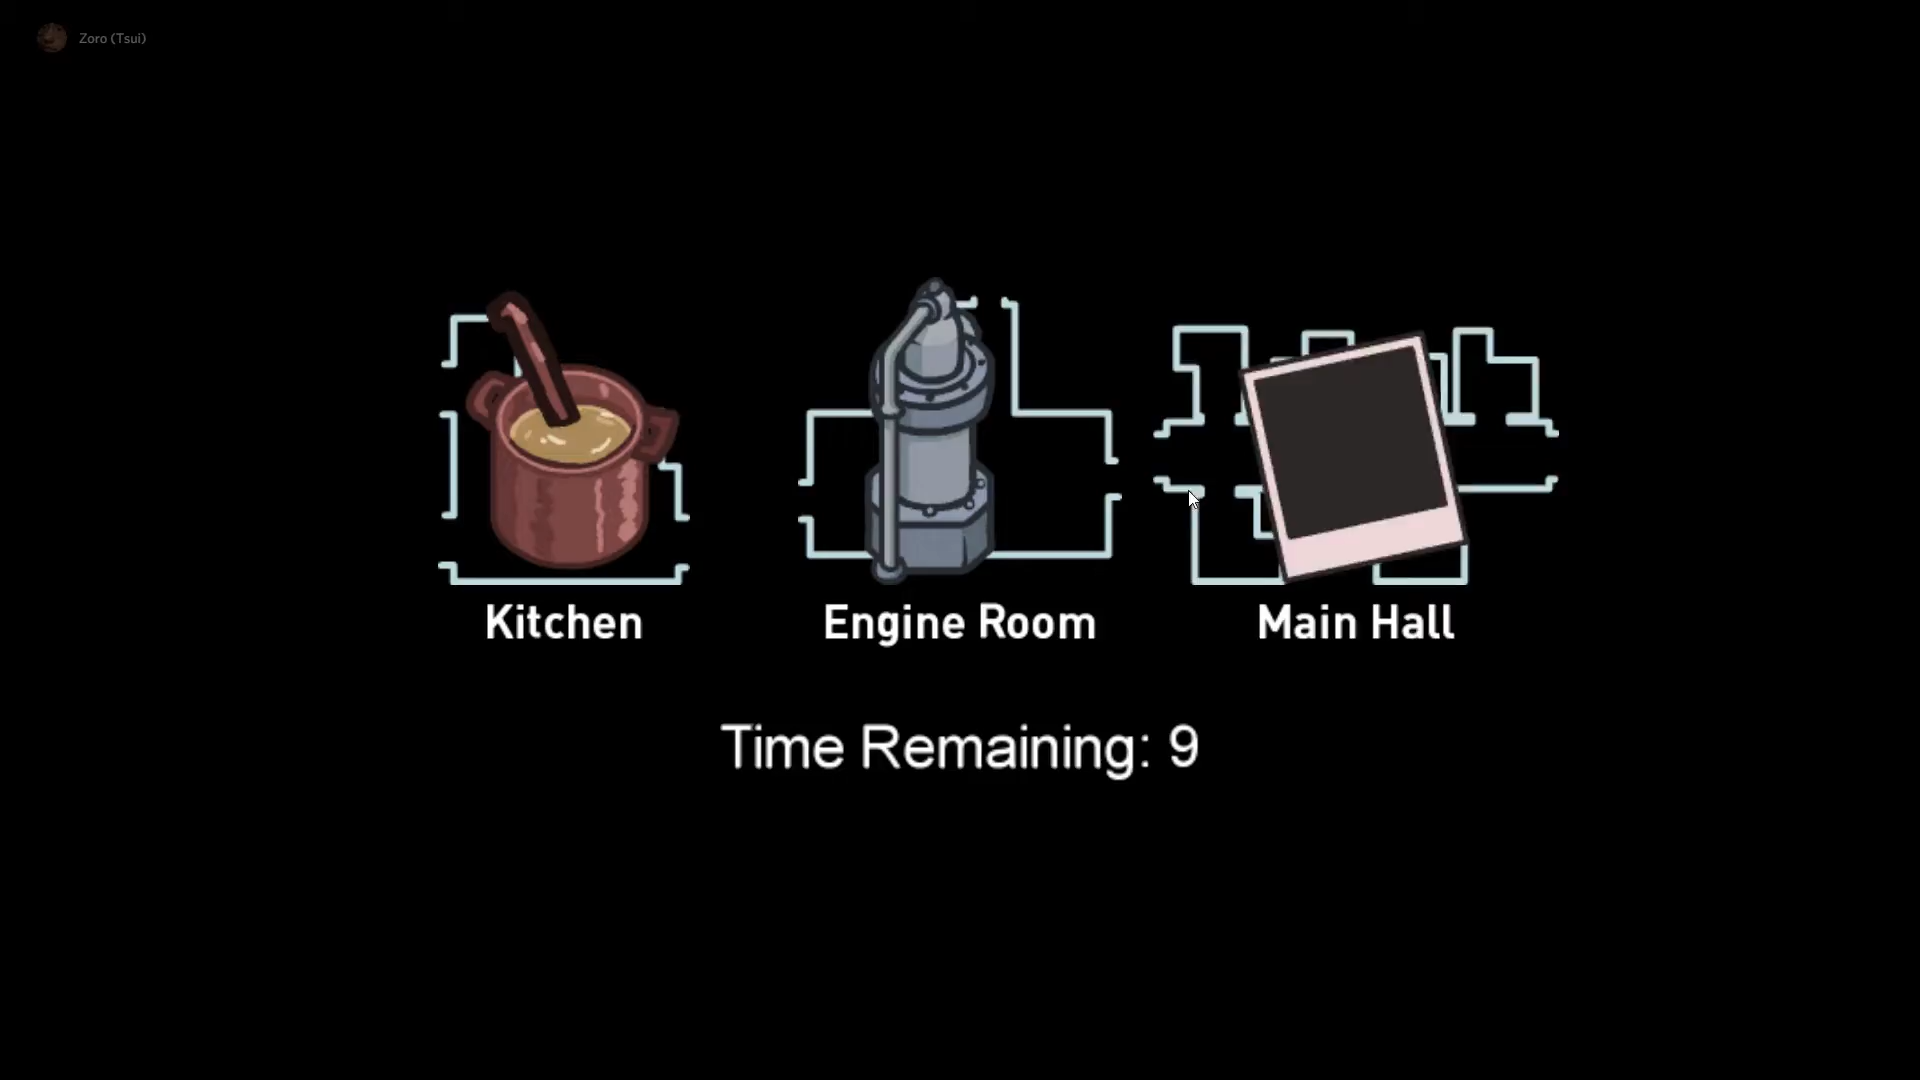 Zoro (Tsui)
Kitchen
Engine Room
Main Hall
Time Remaining: 9